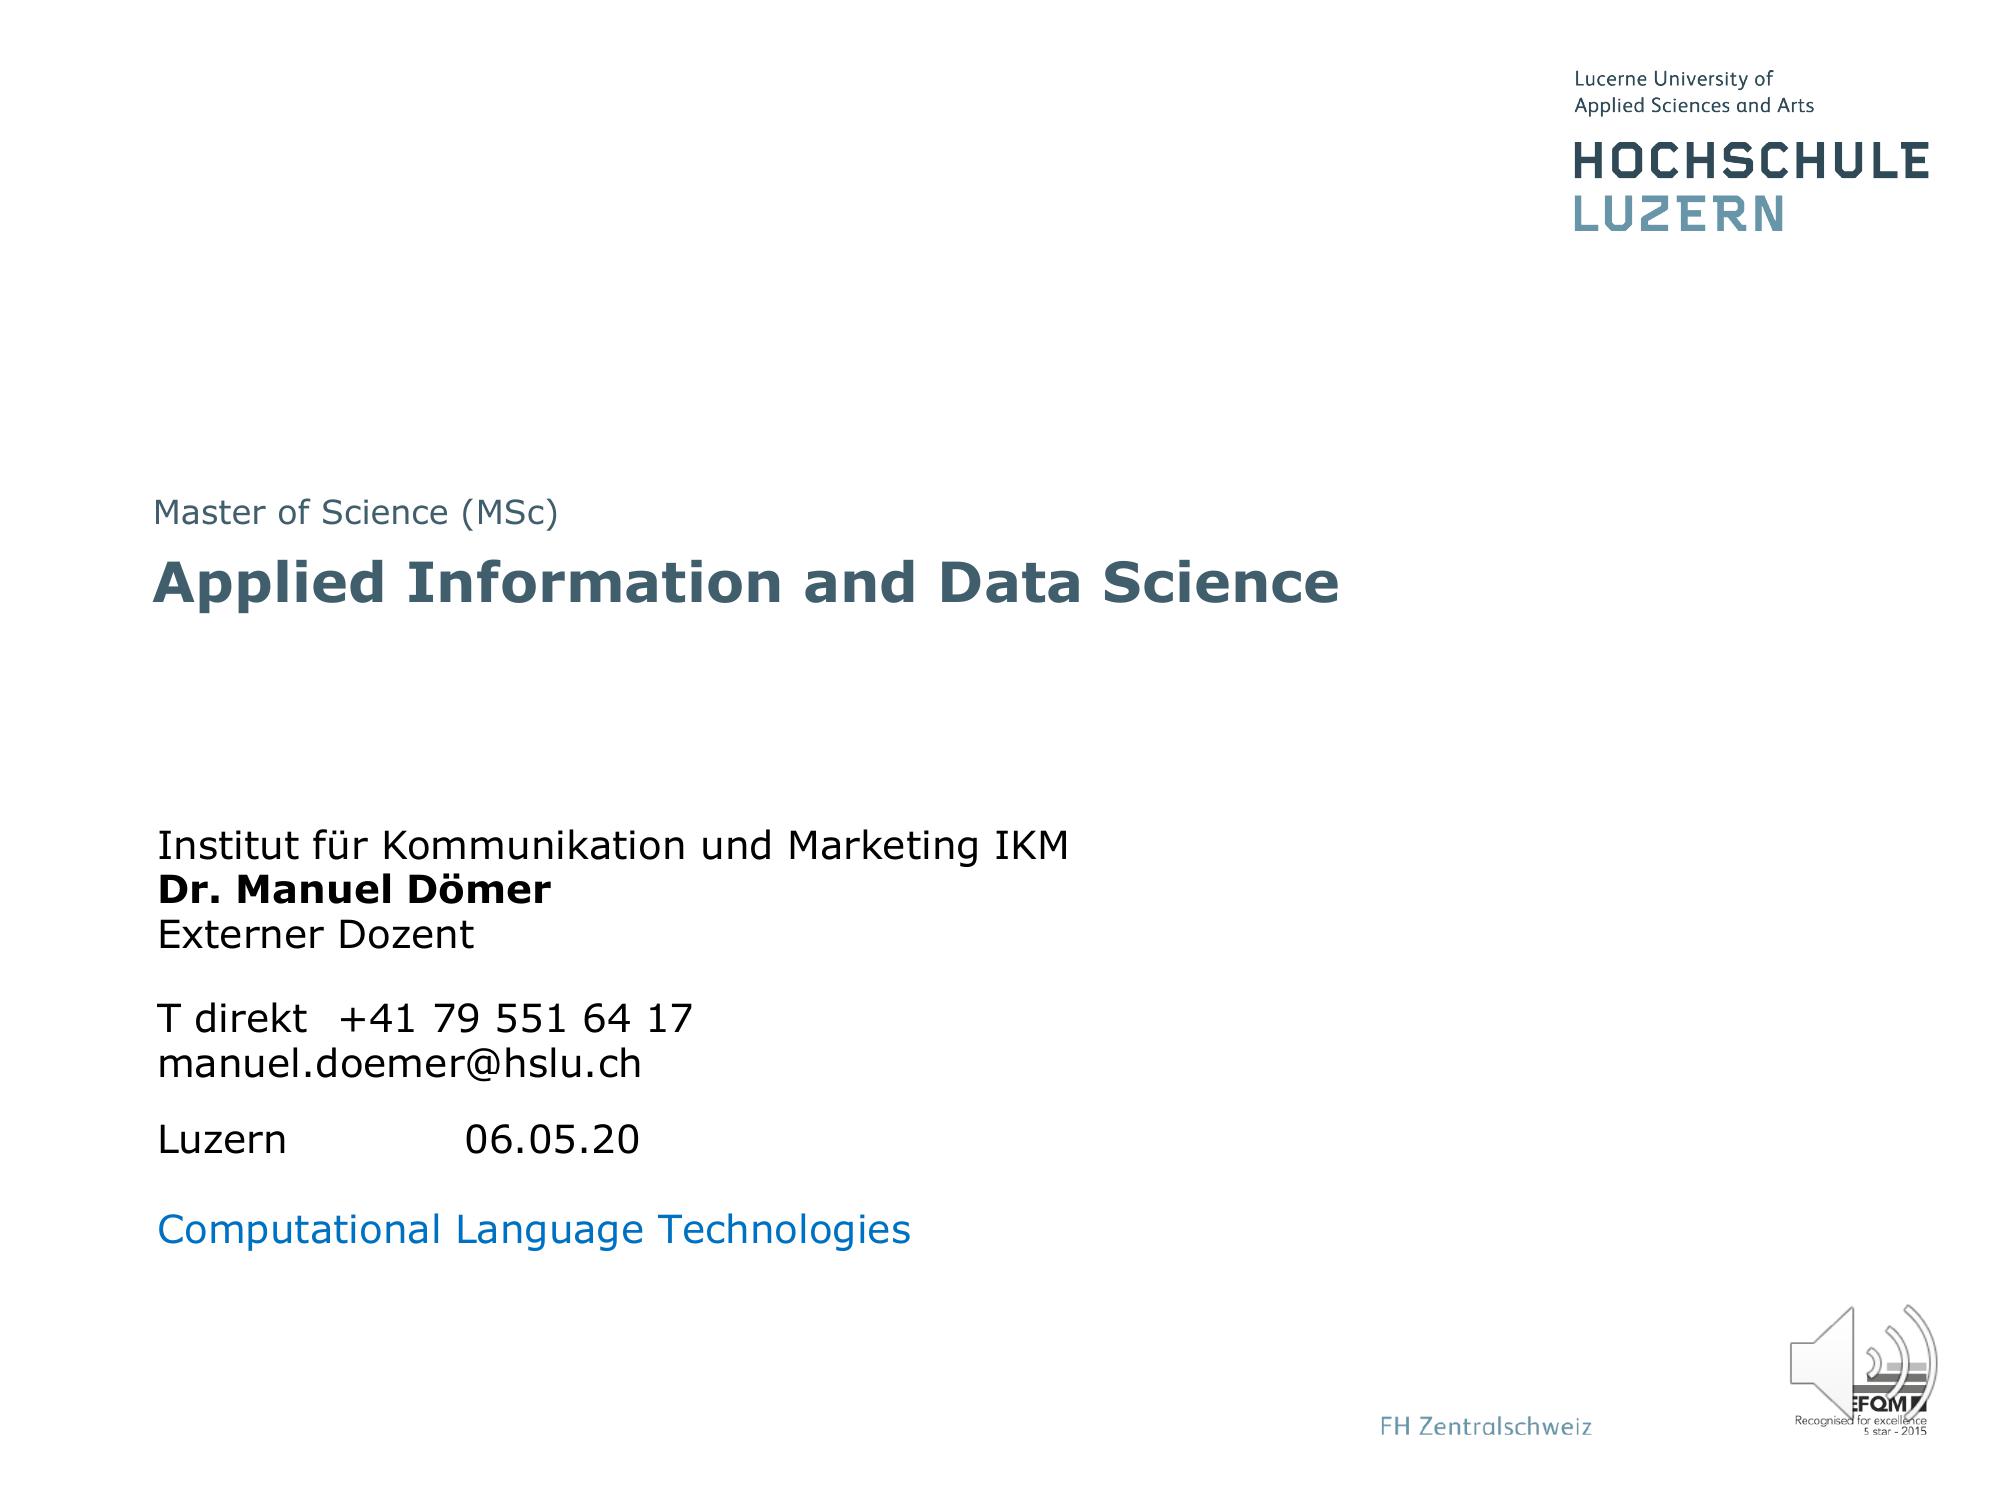 Lucerne University of
Applied Sciences and Arts
HOCHSCHULE
LUZERN
Master of Science (MSc)
Applied Information and Data Science
Institut für Kommunikation und Marketing IKM
Dr. Manuel Dömer
Externer Dozent
T direkt +41 79 551 64 17
manuel.doemer@hslu.ch
Luzern 06.05.20
Computational Language Technologies
FH Zentralschweiz
EFQM
Recognised for excellence
5 star - 2015